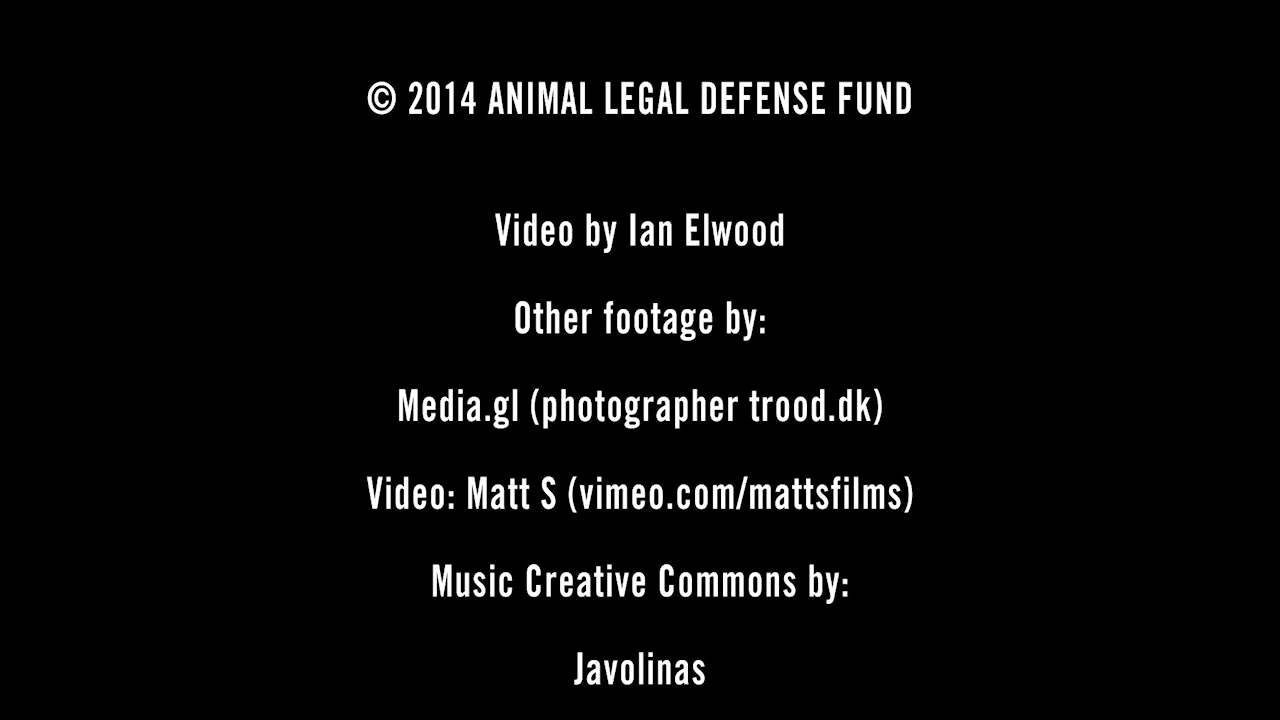 © 2014 ANIMAL LEGAL DEFENSE FUND
Video by Ian Elwood
Other footage by:
Media.gl (photographer trood.dk)
Video: Matt S (vimeo.com/mattsfilms)
Music Creative Commons by:
Javolinas